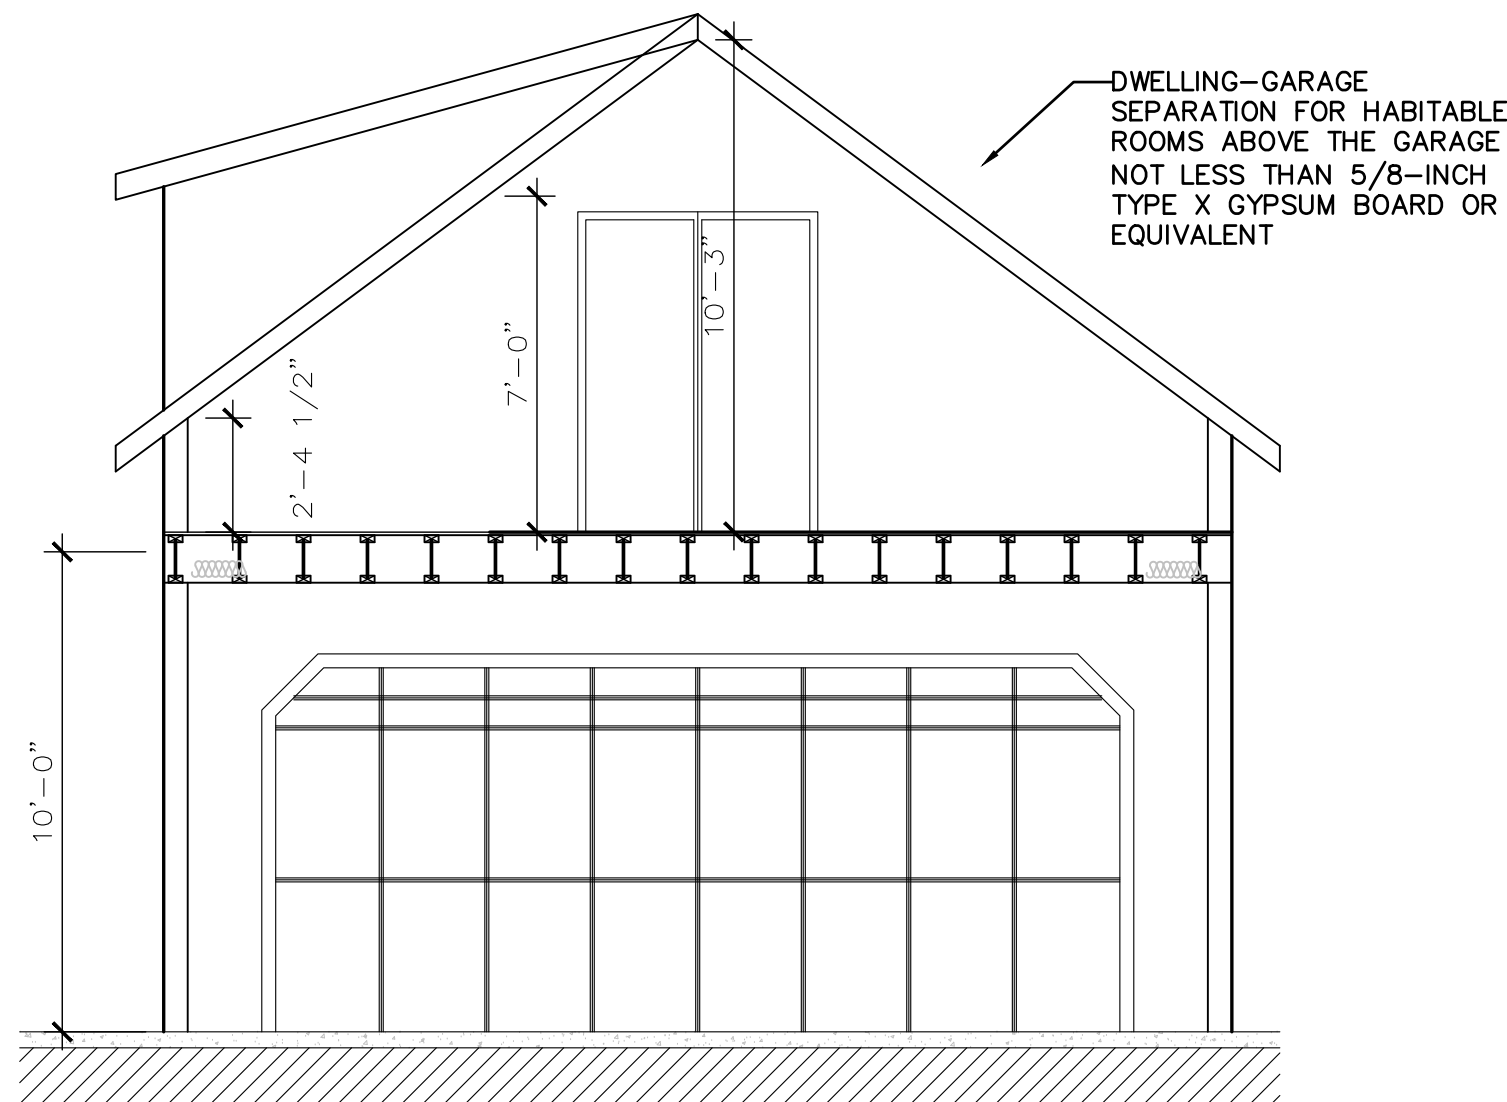 DWELLING-GARAGE
SEPARATION FOR HABITABLE
ROOMS ABOVE THE GARAGE
NOT LESS THAN 5/8-INCH
TYPE X GYPSUM BOARD OR
EQUIVALENT
10'-3"
7'-0"
2'-4 1/2"
10'-0"